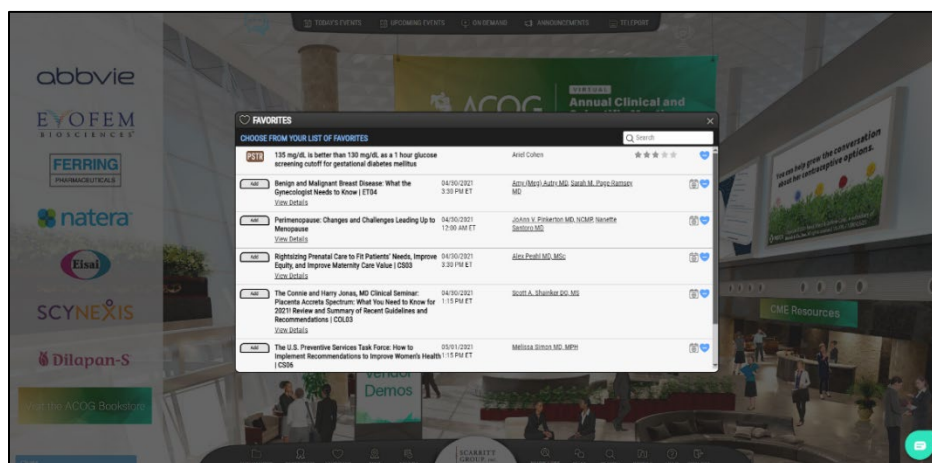 TODAY'S EVENTS UPCOMING EVENTS ON DEMAND ANNOUNCEMENTS TELEPORT
abbvie
EVOFEM
BIOSCIENCES
FERRING
PHARMACEUTICALS
natera
Eisai
SCYNEXIS
Dilapan-S
Visit the ACOG Bookstore
VIRTUAL
ACOG Annual Clinical and
FAVORITES
CHOOSE FROM YOUR LIST OF FAVORITES Search
PSTR 135 mg/dL is better than 130 mg/dL as a 1 hour glucose Ariel Cohen
screening cutoff for gestational diabetes mellitus
Add Benign and Malignant Breast Disease: What the 04/30/2021 Amy (Meg) Autry MD, Sarah M. Page Ramsey
Gynecologist Needs to Know | ET04 3:30 PM ET MD
View Details
Add Perimenopause: Changes and Challenges Leading Up to 04/30/2021 JoAnn V. Pinkerton MD, NCMP, Nanette
Menopause 12:00 AM ET Santoro MD
View Details
Add Rightsizing Prenatal Care to Fit Patients' Needs, Improve 04/30/2021 Alex Peahl MD, MSc
Equity, and Improve Maternity Care Value | CS03 3:30 PM ET
View Details
Add The Connie and Harry Jonas, MD Clinical Seminar: 04/30/2021 Scott A. Shainker DO, MS
Placenta Accreta Spectrum: What You Need to Know for 1:15 PM ET
2021! Review and Summary of Recent Guidelines and
Recommendations | COL03
View Details
Add The U.S. Preventive Services Task Force: How to 05/01/2021 Melissa Simon MD, MPH
Implement Recommendations to Improve Women's Health 1:15 PM ET
| CS06
You can help grow the conversation
about her contraceptive options.
CME Resources
Vendor
Demos
SCARRITT
GROUP, INC.